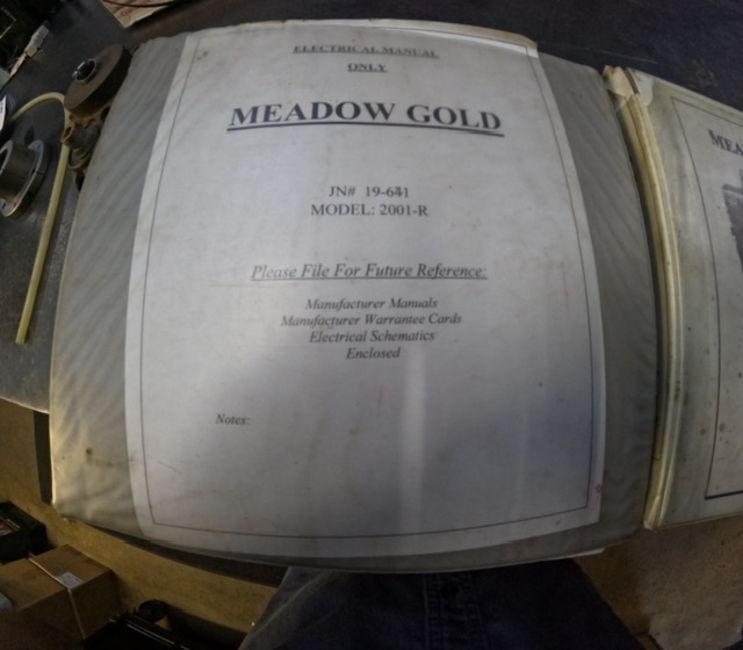 ELECTRICAL MANUAL
ONLY
MEADOW GOLD
JN# 19-641
MODEL: 2001-R
Please File For Future Reference:
Manufacturer Manuals
Manufacturer Warrantee Cards
Electrical Schematics
Enclosed
Notes:
MEA